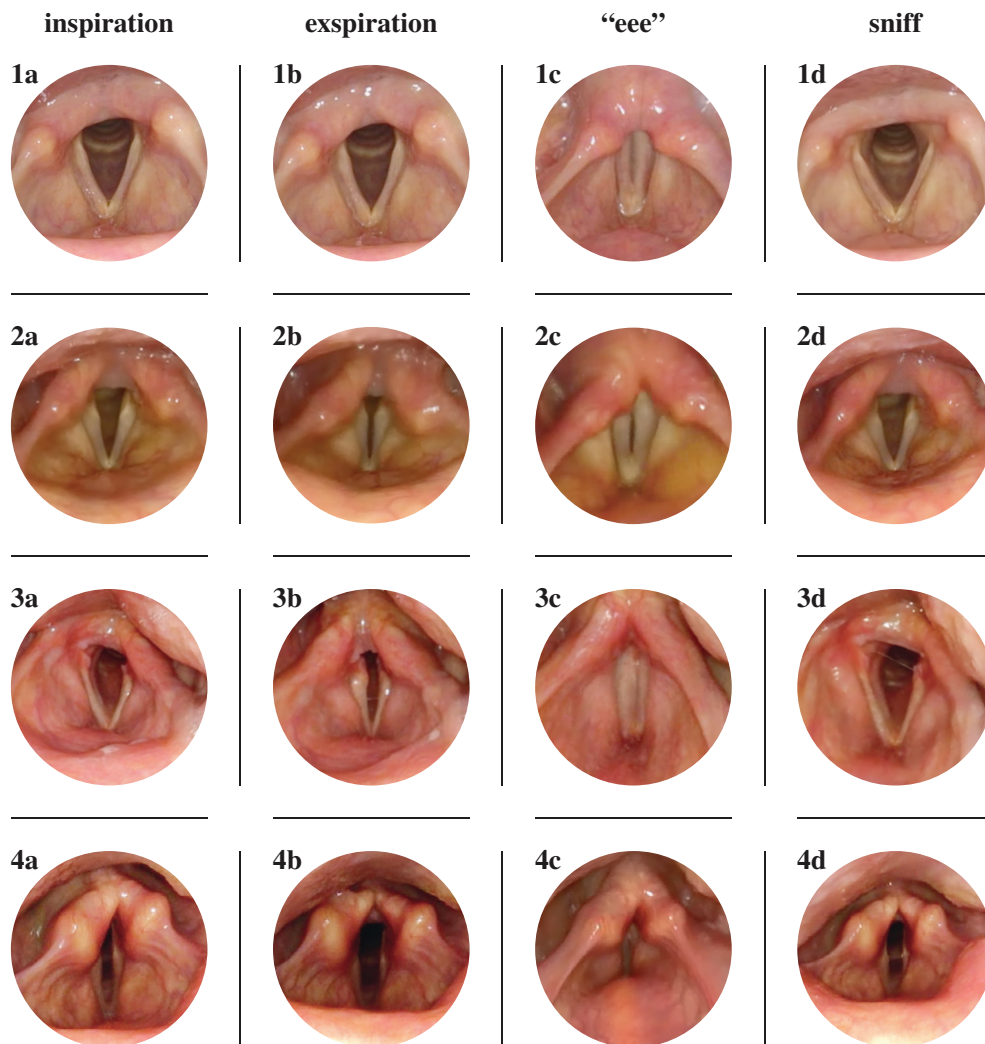 inspiration exspiration “eee” sniff
1a 1b 1c 1d
2a 2b 2c 2d
3a 3b 3c 3d
4a 4b 4c 4d